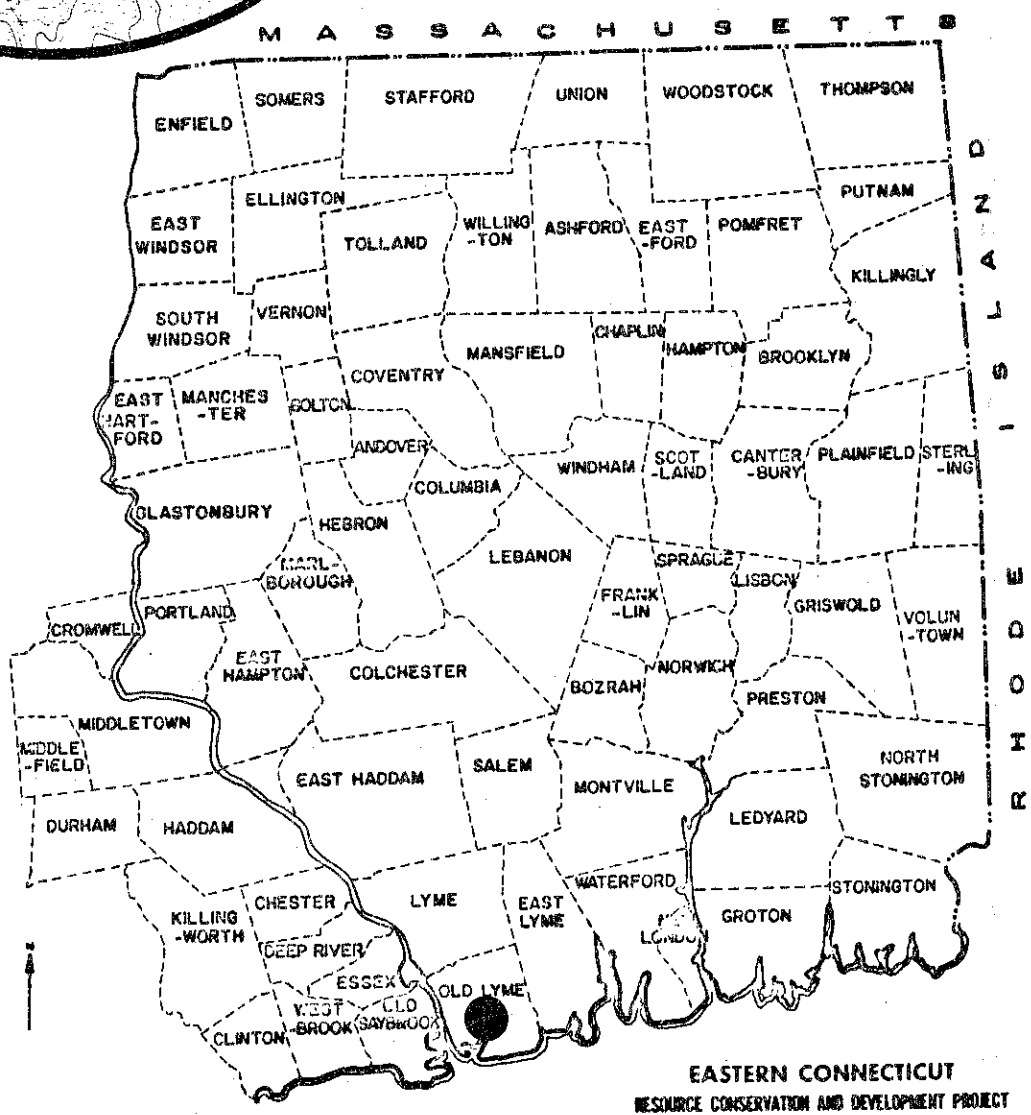 MASSACHUSETTS
SOMERS
STAFFORD
UNION
WOODSTOCK
THOMPSON
ENFIELD
ELLINGTON
PUTNAM
EAST
WINDSOR
TOLLAND
WILLING
-TON
ASHFORD
EAST
-FORD
POMFRET
KILLINGLY
SOUTH
WINDSOR
VERNON
COVENTRY
MANSFIELD
CHAPLIN
HAMPTON
BROOKLYN
EAST
HART-
FORD
MANCHES
-TER
BOLTON
ANDOVER
COLUMBIA
WINDHAM
SCOT
-LAND
CANTER
-BURY
PLAINFIELD
STERL
-ING
GLASTONBURY
HEBRON
MARL-
BOROUGH
LEBANON
FRANK
-LIN
SPRAGUE
LISBON
GRISWOLD
VOLUN
-TOWN
CROMWELL
PORTLAND
EAST
HAMPTON
COLCHESTER
BOZRAH
NORWICH
PRESTON
MIDDLETOWN
MIDDLE
-FIELD
EAST HADDAM
SALEM
MONTVILLE
NORTH
STONINGTON
DURHAM
HADDAM
LEDYARD
KILLING
-WORTH
CHESTER
LYME
EAST
LYME
WATERFORD
LONDON
GROTON
STONINGTON
DEEP RIVER
ESSEX
OLD LYME
CLINTON
WEST
-BROOK
OLD
SAYBROOK
RHODE ISLAND
N
EASTERN CONNECTICUT
RESOURCE CONSERVATION AND DEVELOPMENT PROJECT